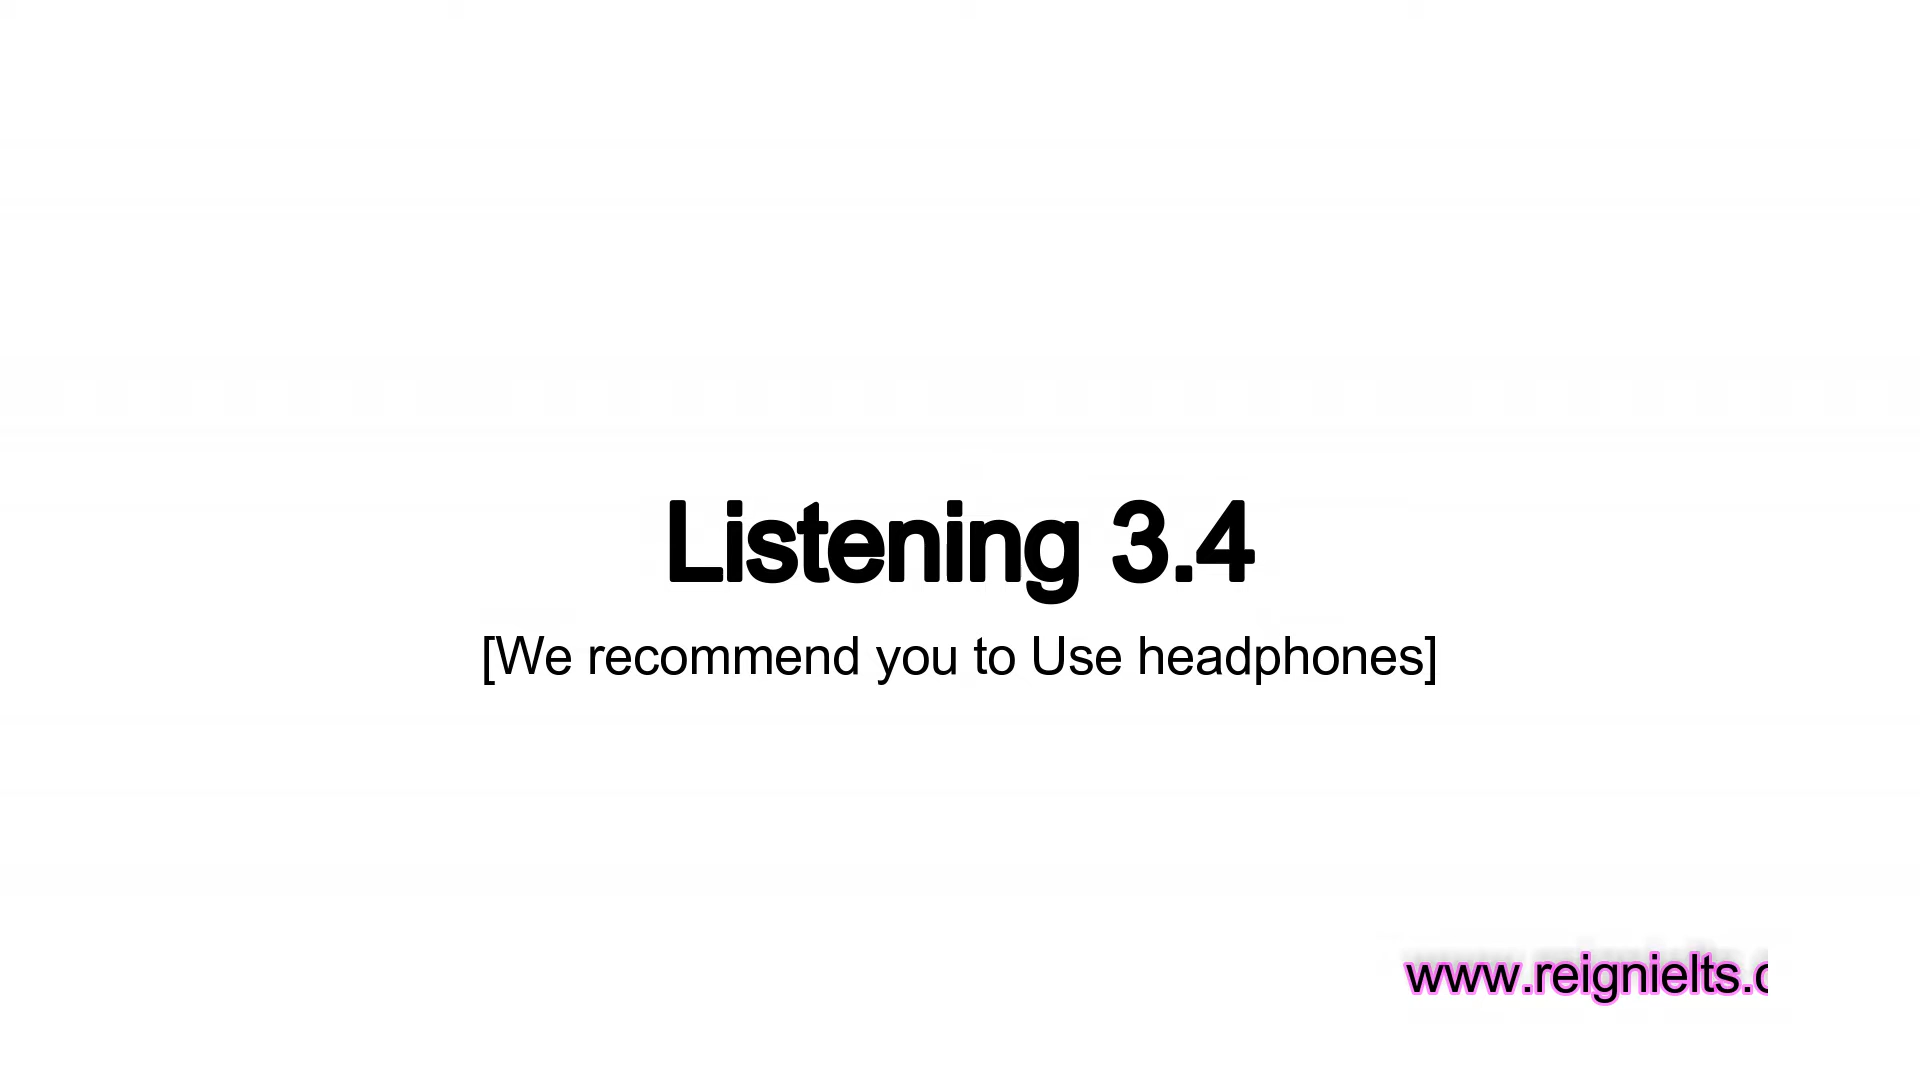 Listening 3.4
[We recommend you to Use headphones]
www.reignielts.c